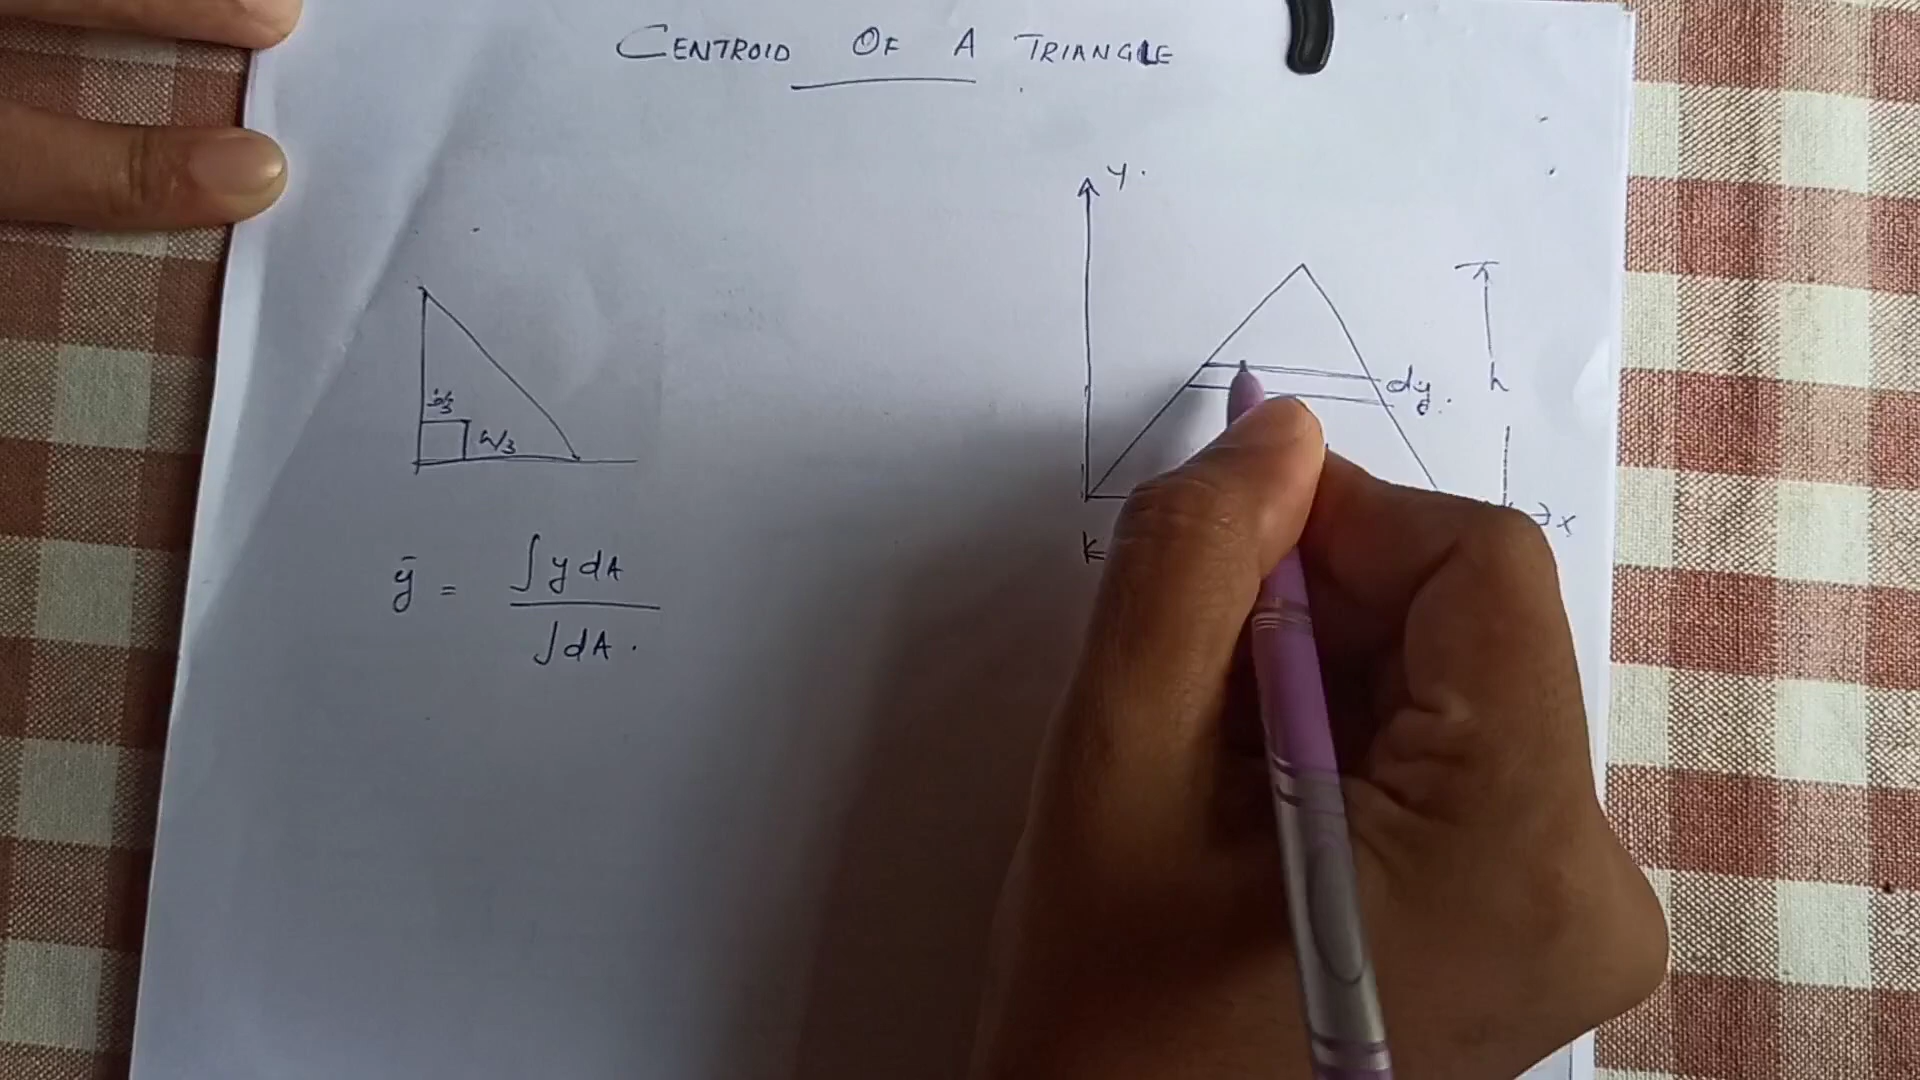 CENTROID OF A TRIANGLE
y.
h
dy.
h/3
x
ȳ = ∫ y dA
∫ dA.